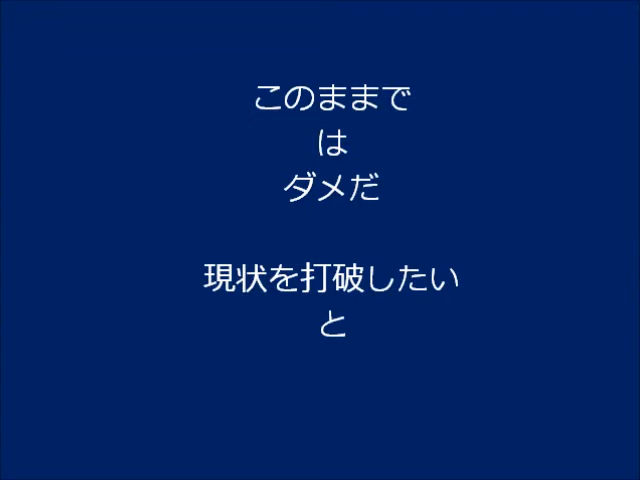 このままで
は
ダメだ
現状を打破したい
と